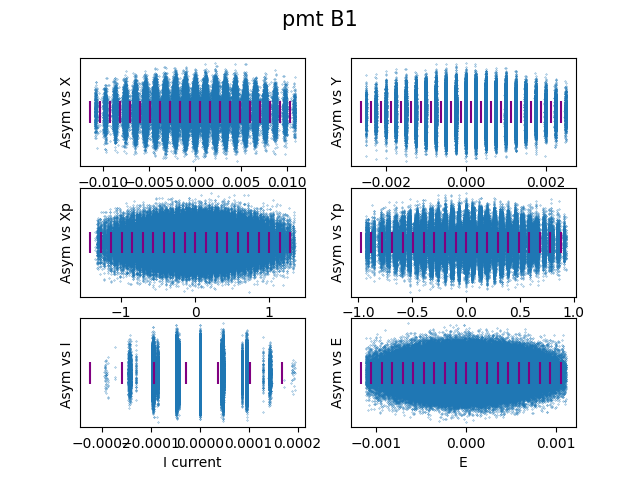 pmt B1
Asym vs X
−0.010 −0.005 0.000 0.005 0.010
Asym vs Y
−0.002 0.000 0.002
Asym vs Xp
−1 0 1
Asym vs Yp
−1.0 −0.5 0.0 0.5 1.0
Asym vs I
−0.0002 −0.0001 0.0000 0.0001 0.0002
I current
Asym vs E
−0.001 0.000 0.001
E